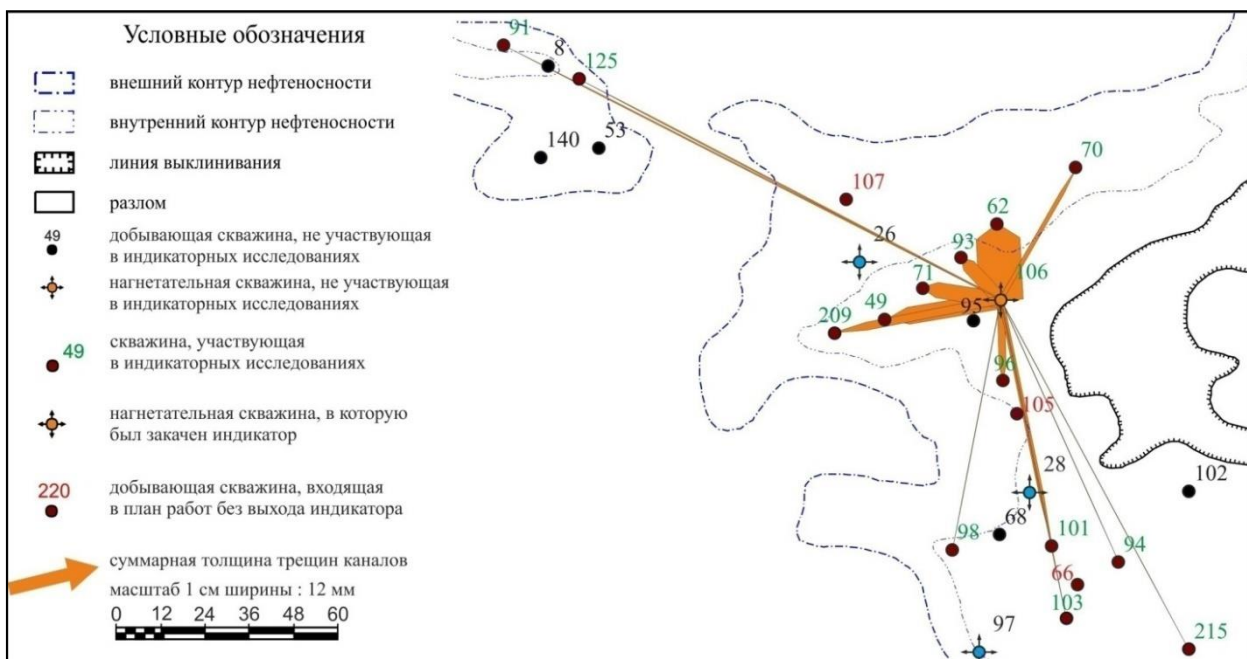 Условные обозначения
внешний контур нефтеносности
внутренний контур нефтеносности
линия выклинивания
разлом
49
добывающая скважина, не участвующая
в индикаторных исследованиях
нагнетательная скважина, не участвующая
в индикаторных исследованиях
49
скважина, участвующая
в индикаторных исследованиях
нагнетательная скважина, в которую
был закачен индикатор
220
добывающая скважина, входящая
в план работ без выхода индикатора
суммарная толщина трещин каналов
масштаб 1 см ширины : 12 мм
0 12 24 36 48 60
91
8
125
53
140
70
107
62
26
93
106
71
95
49
209
96
105
28
102
68
98
101
94
66
103
97
215